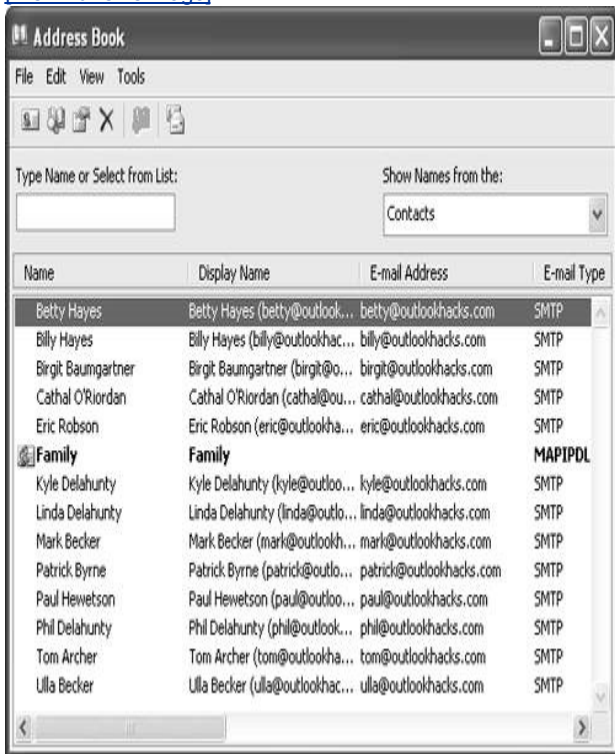 Address Book
File Edit View Tools
Type Name or Select from List: Show Names from the:
Contacts
Name Display Name E-mail Address E-mail Type
Betty Hayes Betty Hayes (betty@outlook... betty@outlookhacks.com SMTP
Billy Hayes Billy Hayes (billy@outlookhac... billy@outlookhacks.com SMTP
Birgit Baumgartner Birgit Baumgartner (birgit@o... birgit@outlookhacks.com SMTP
Cathal O'Riordan Cathal O'Riordan (cathal@ou... cathal@outlookhacks.com SMTP
Eric Robson Eric Robson (eric@outlookha... eric@outlookhacks.com SMTP
Family Family MAPIPDL
Kyle Delahunty Kyle Delahunty (kyle@outloo... kyle@outlookhacks.com SMTP
Linda Delahunty Linda Delahunty (linda@outlo... linda@outlookhacks.com SMTP
Mark Becker Mark Becker (mark@outlookh... mark@outlookhacks.com SMTP
Patrick Byrne Patrick Byrne (patrick@outlo... patrick@outlookhacks.com SMTP
Paul Hewetson Paul Hewetson (paul@outloo... paul@outlookhacks.com SMTP
Phil Delahunty Phil Delahunty (phil@outlook... phil@outlookhacks.com SMTP
Tom Archer Tom Archer (tom@outlookha... tom@outlookhacks.com SMTP
Ulla Becker Ulla Becker (ulla@outlookhac... ulla@outlookhacks.com SMTP